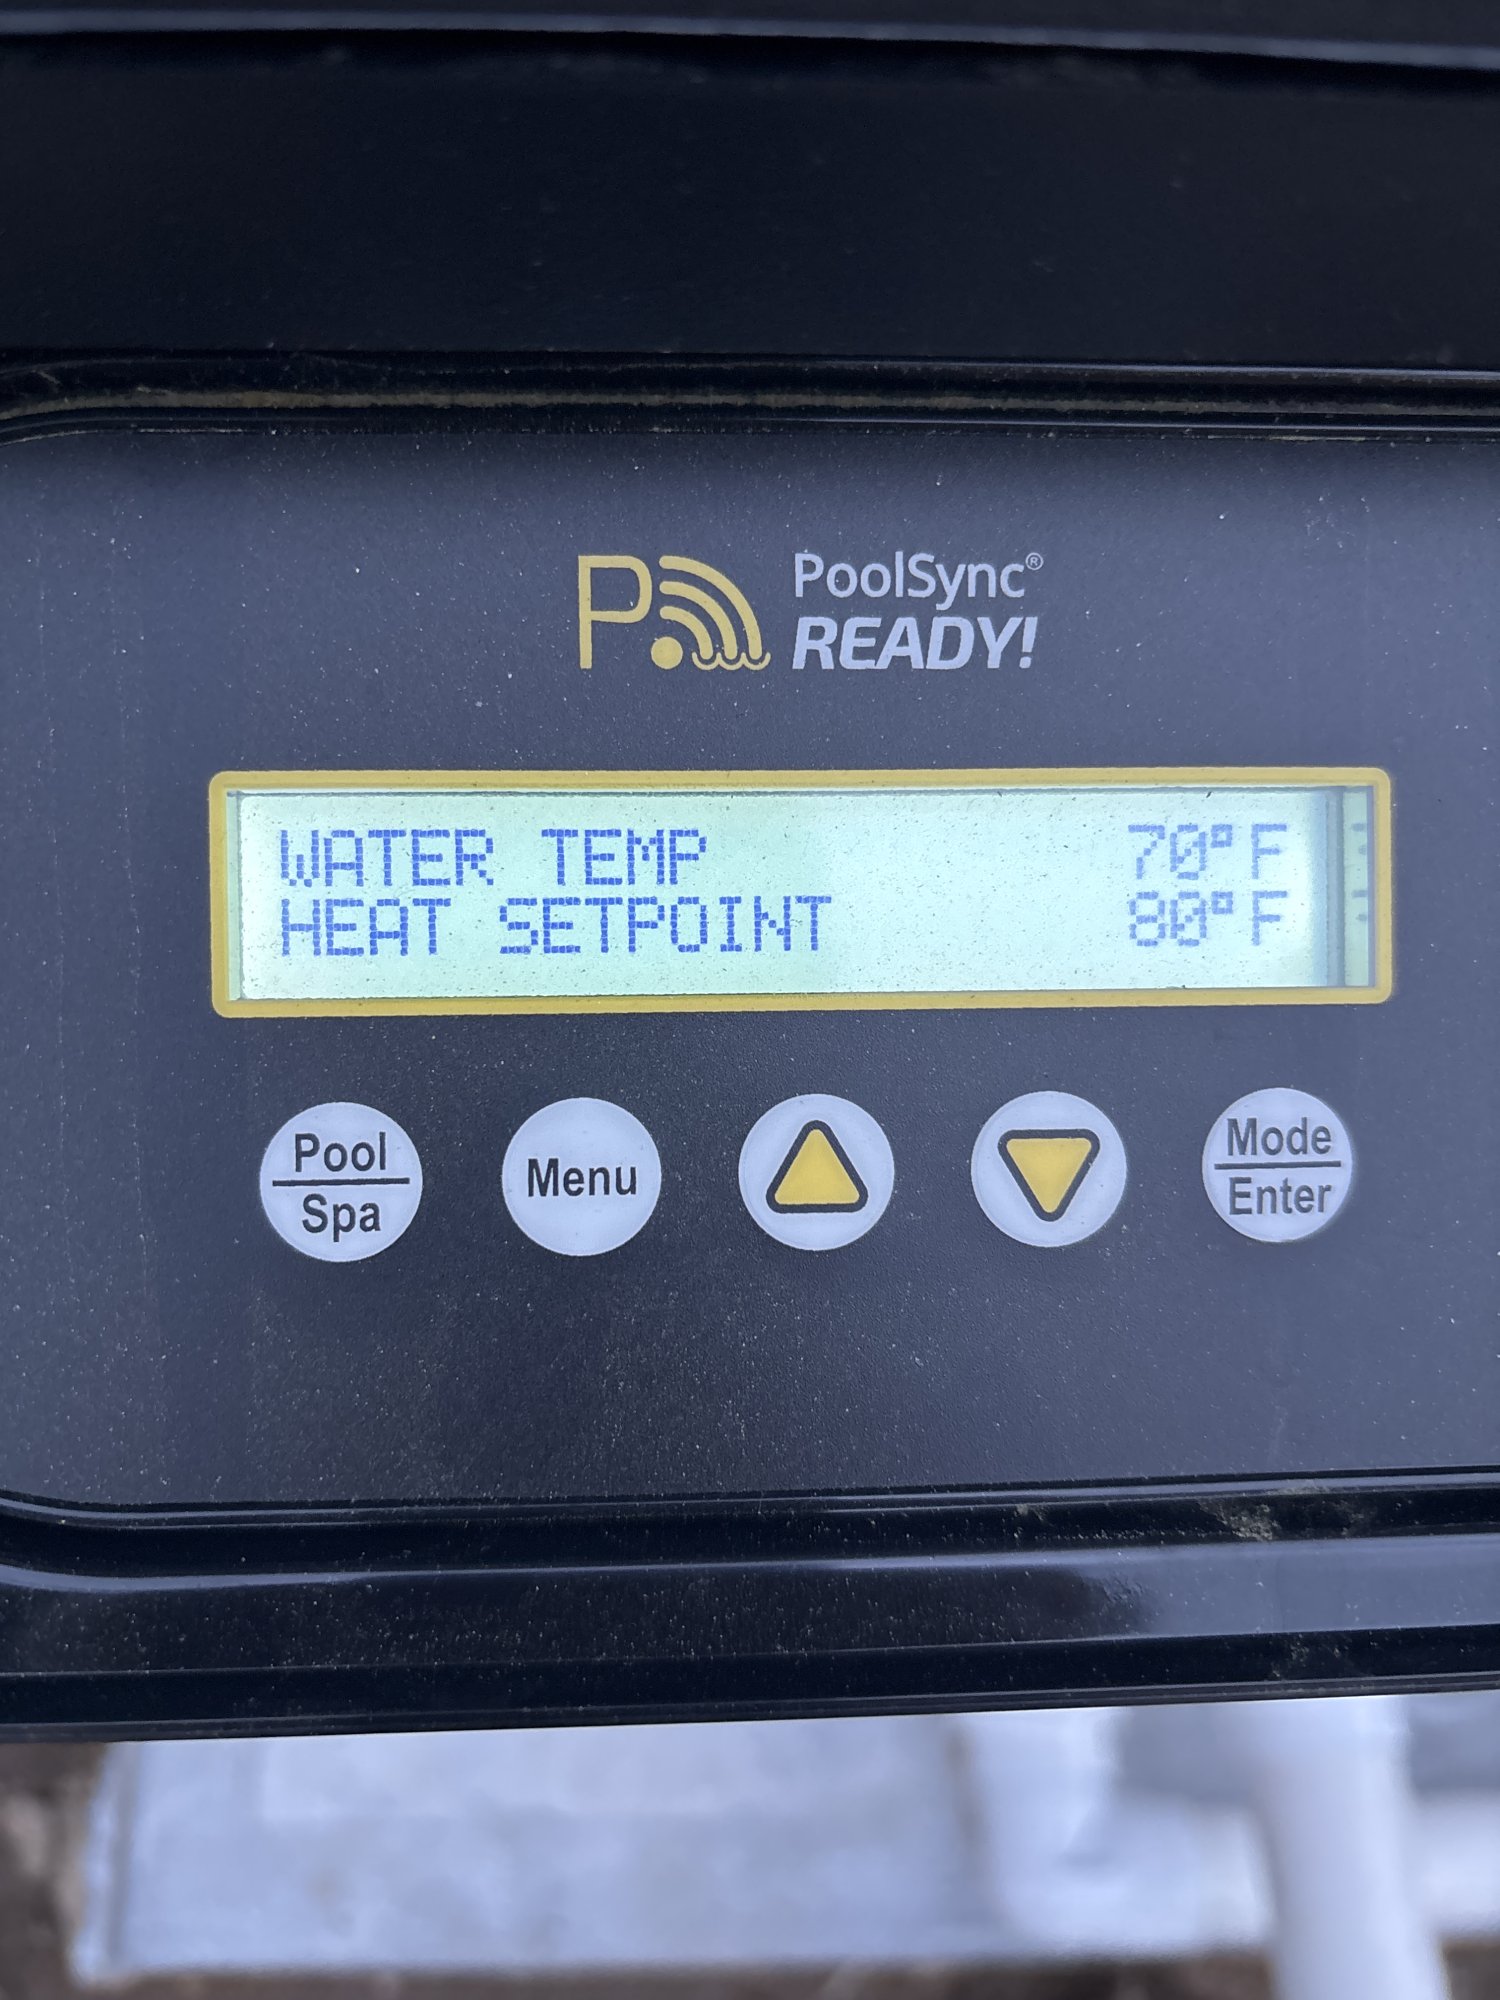 P
PoolSync®
READY!
WATER TEMP 70°F
HEAT SETPOINT 80°F
Pool
Spa
Menu
Mode
Enter